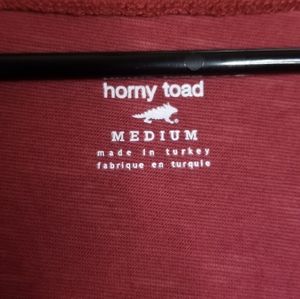 horny toad
MEDIUM
made in turkey
fabrique en turquie